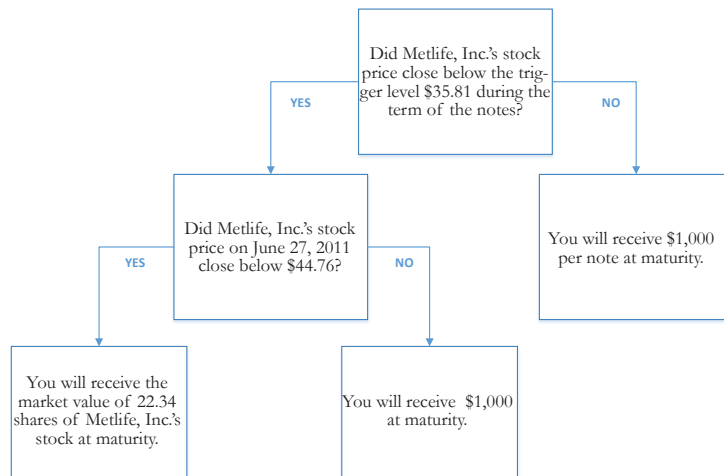 Did Metlife, Inc.'s stock
price close below the trig-
ger level $35.81 during the
term of the notes?
YES
NO
Did Metlife, Inc.'s stock
price on June 27, 2011
close below $44.76?
You will receive $1,000
per note at maturity.
YES
NO
You will receive the
market value of 22.34
shares of Metlife, Inc.'s
stock at maturity.
You will receive $1,000
at maturity.